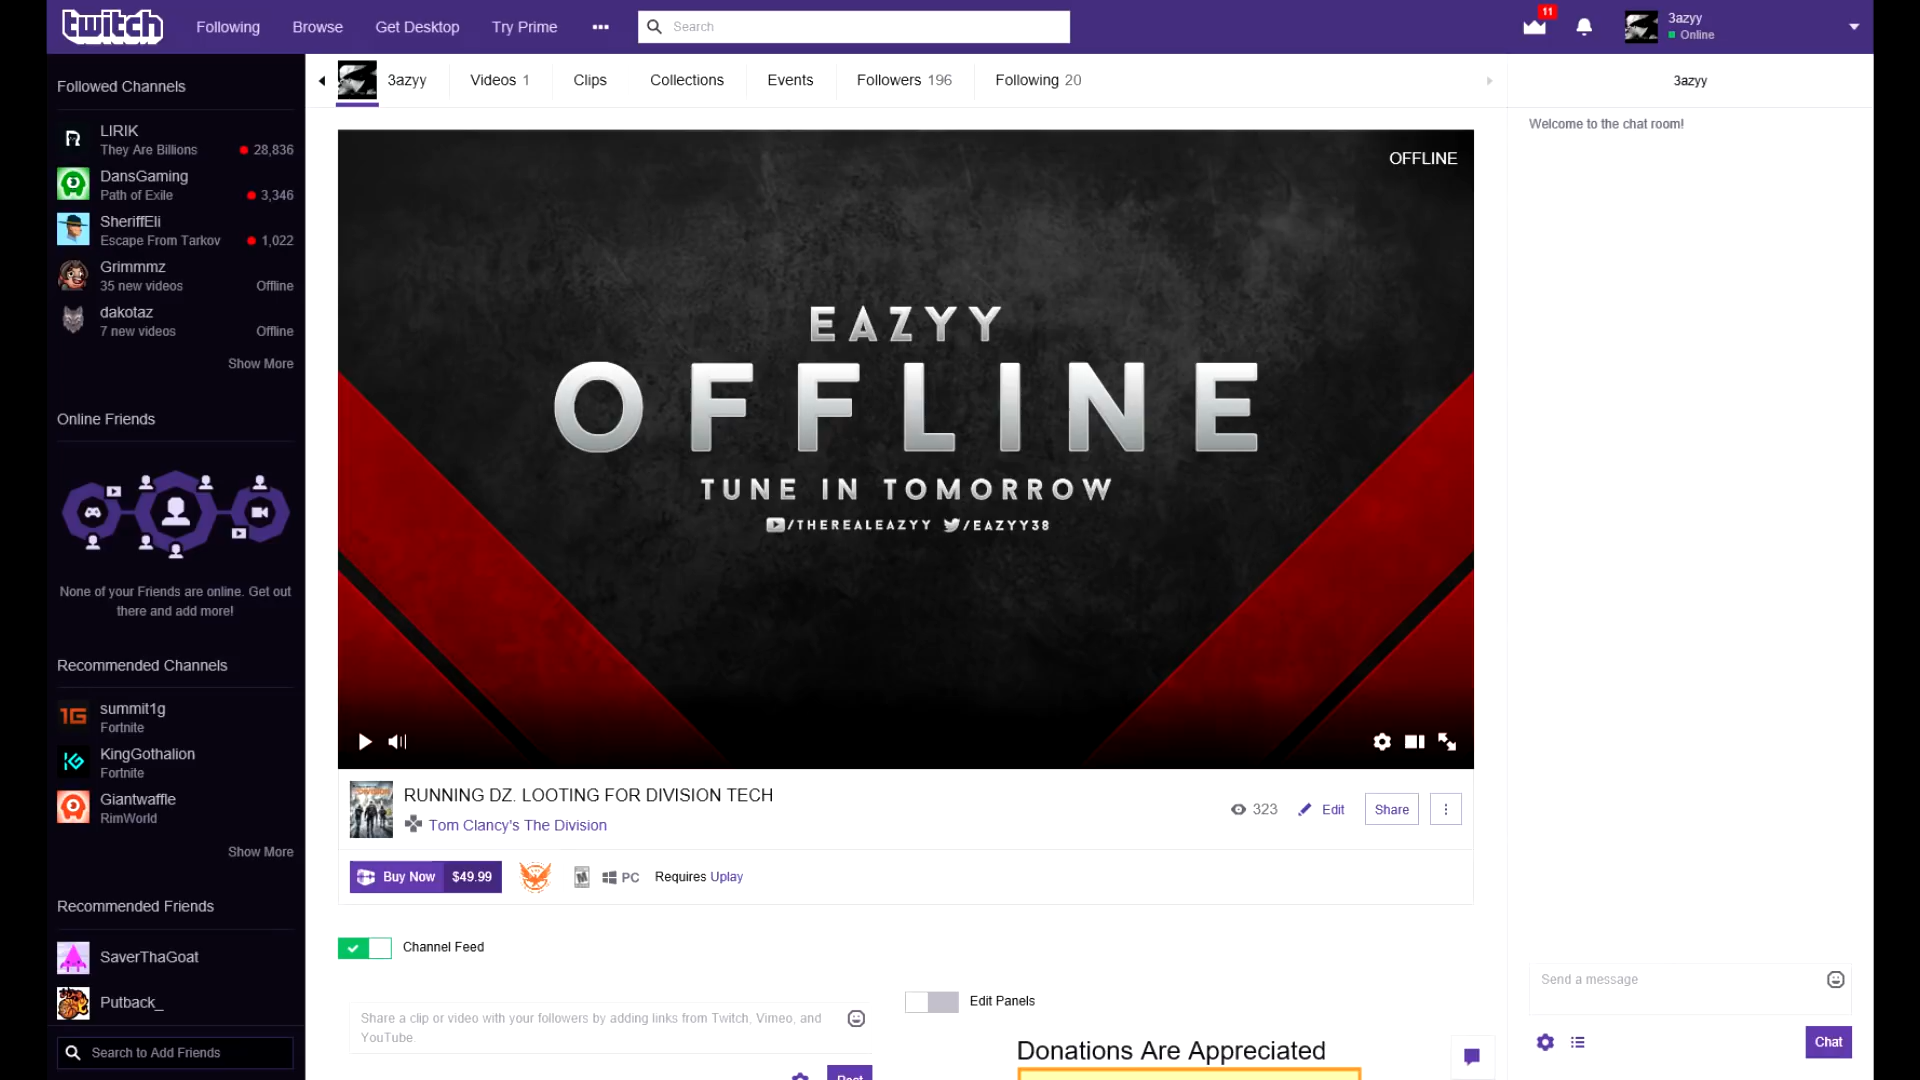 twitch
Following
Browse
Get Desktop
Try Prime
Search
11
3azyy
Online
Followed Channels
LIRIK
They Are Billions 28,836
DansGaming
Path of Exile 3,346
SheriffEli
Escape From Tarkov 1,022
Grimmmz
35 new videos Offline
dakotaz
7 new videos Offline
Show More
Online Friends
None of your Friends are online. Get out
there and add more!
Recommended Channels
1G
summit1g
Fortnite
KingGothalion
Fortnite
Giantwaffle
RimWorld
Show More
Recommended Friends
SaverThaGoat
Putback_
Search to Add Friends
3azyy
Videos 1
Clips
Collections
Events
Followers 196
Following 20
OFFLINE
EAZYY
OFFLINE
TUNE IN TOMORROW
/THEREALEAZYY /EAZYY38
RUNNING DZ. LOOTING FOR DIVISION TECH
Tom Clancy's The Division
323
Edit
Share
Buy Now $49.99
M
PC
Requires Uplay
Channel Feed
Share a clip or video with your followers by adding links from Twitch, Vimeo, and
YouTube.
Post
Edit Panels
Donations Are Appreciated
3azyy
Welcome to the chat room!
Send a message
Chat